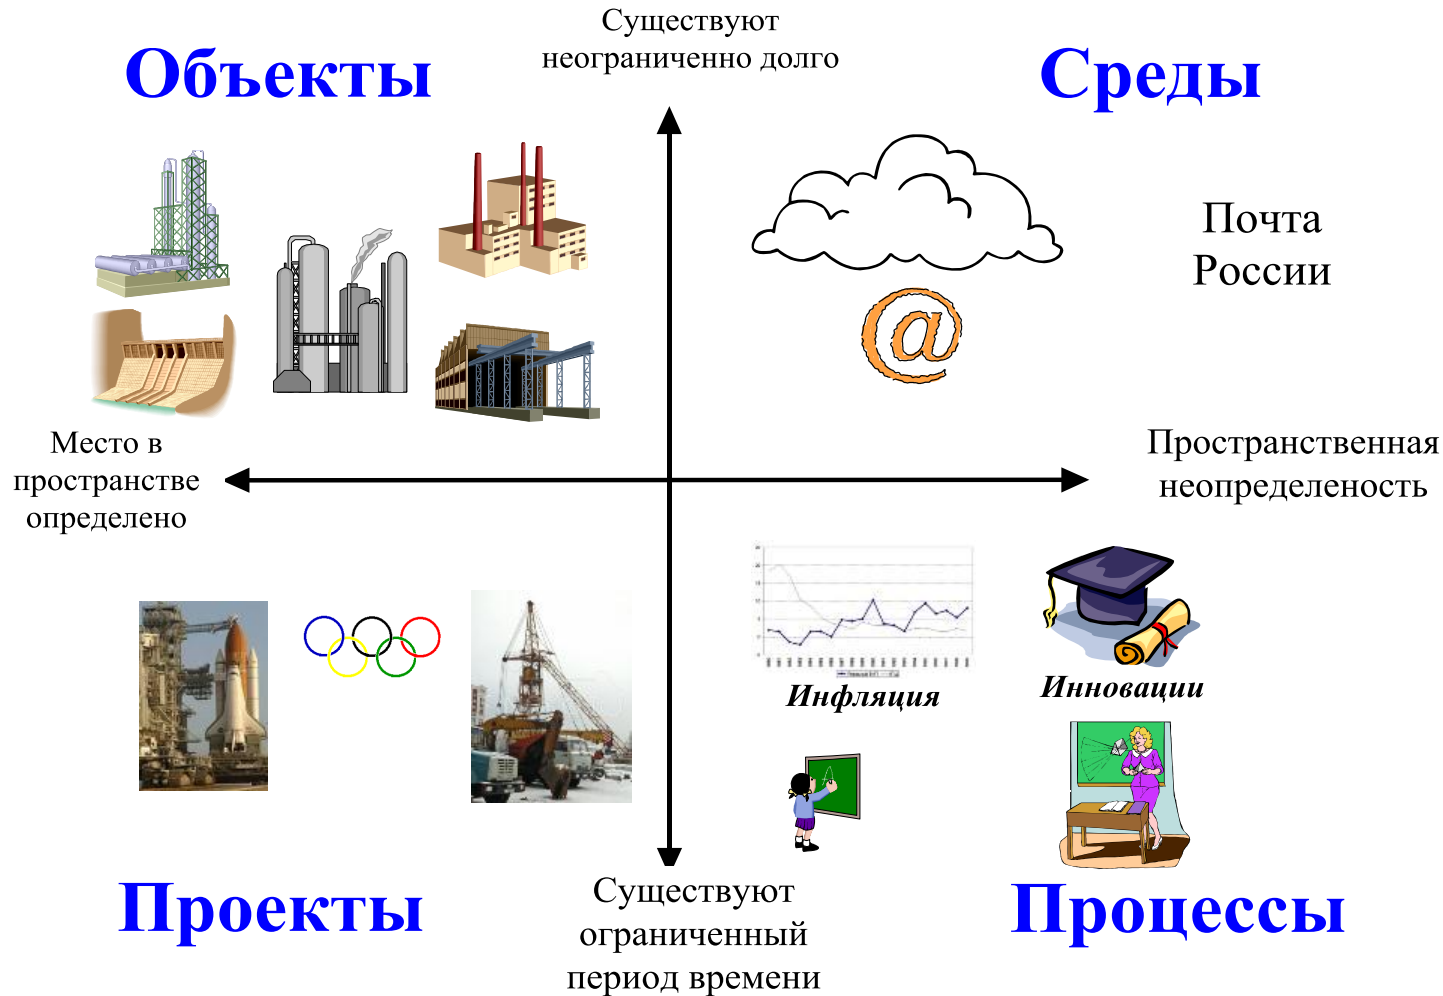 Существуют
неограниченно долго
Объекты
Среды
Почта
России
@
Место в
пространстве
определено
Пространственная
неопределеность
Инфляция
Инновации
Проекты
Процессы
Существуют
ограниченный
период времени